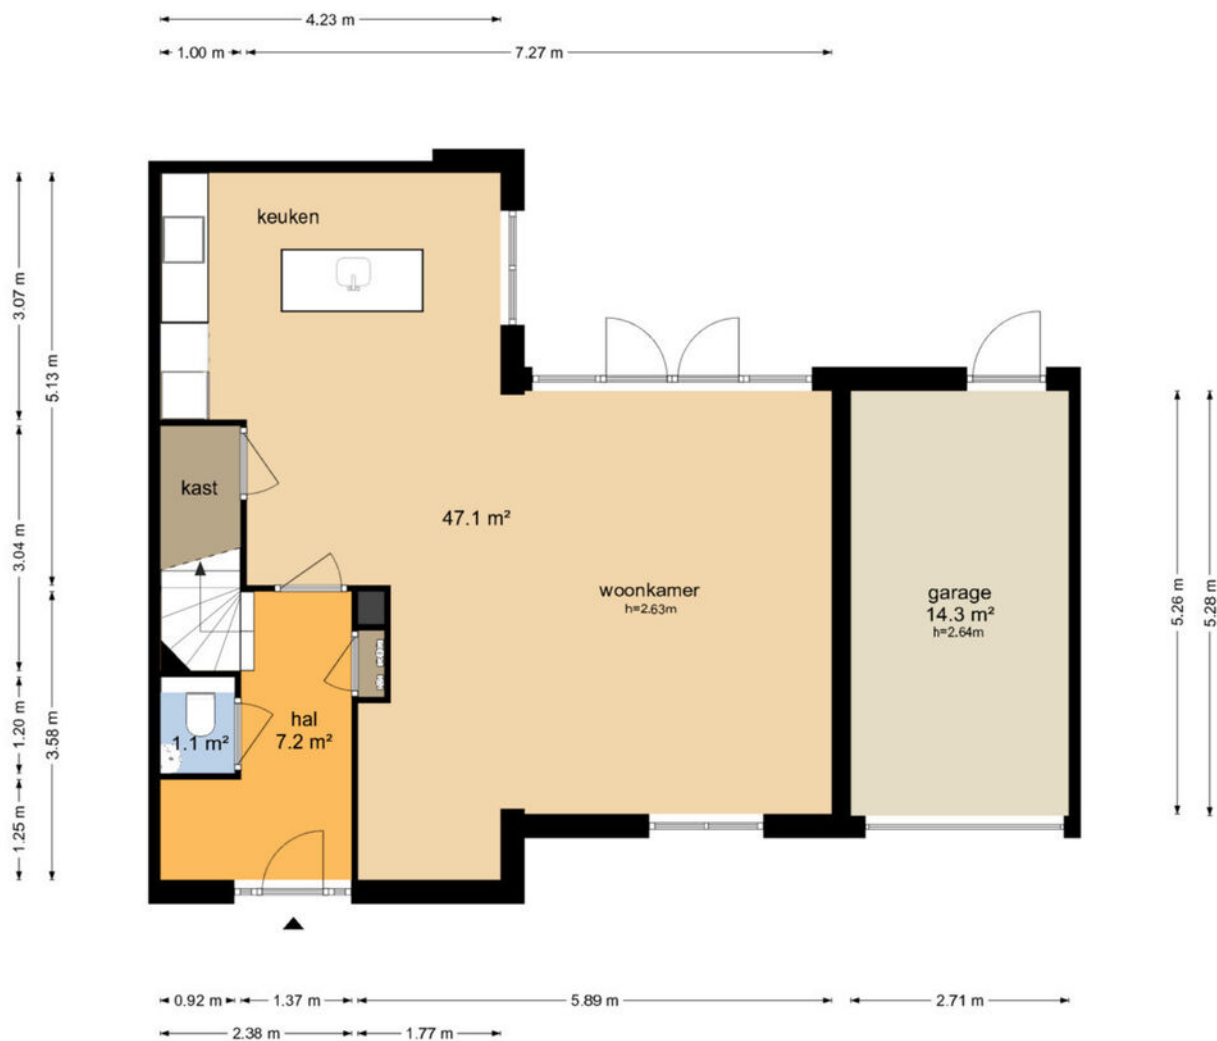 4.23 m
1.00 m
7.27 m
keuken
3.07 m
5.13 m
kast
3.04 m
47.1 m²
woonkamer
h=2.63m
garage
14.3 m²
h=2.64m
5.26 m
5.28 m
hal
7.2 m²
1.1 m²
1.20 m
3.58 m
1.25 m
0.92 m
1.37 m
5.89 m
2.71 m
2.38 m
1.77 m